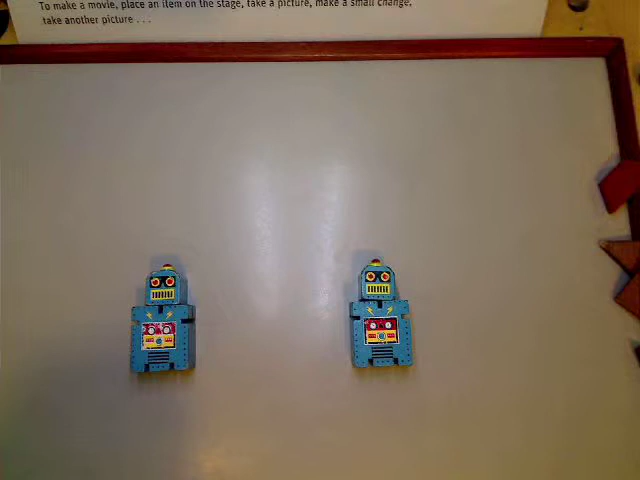 To make a movie, place an item on the stage, take a picture, make a small change,
take another picture . . .